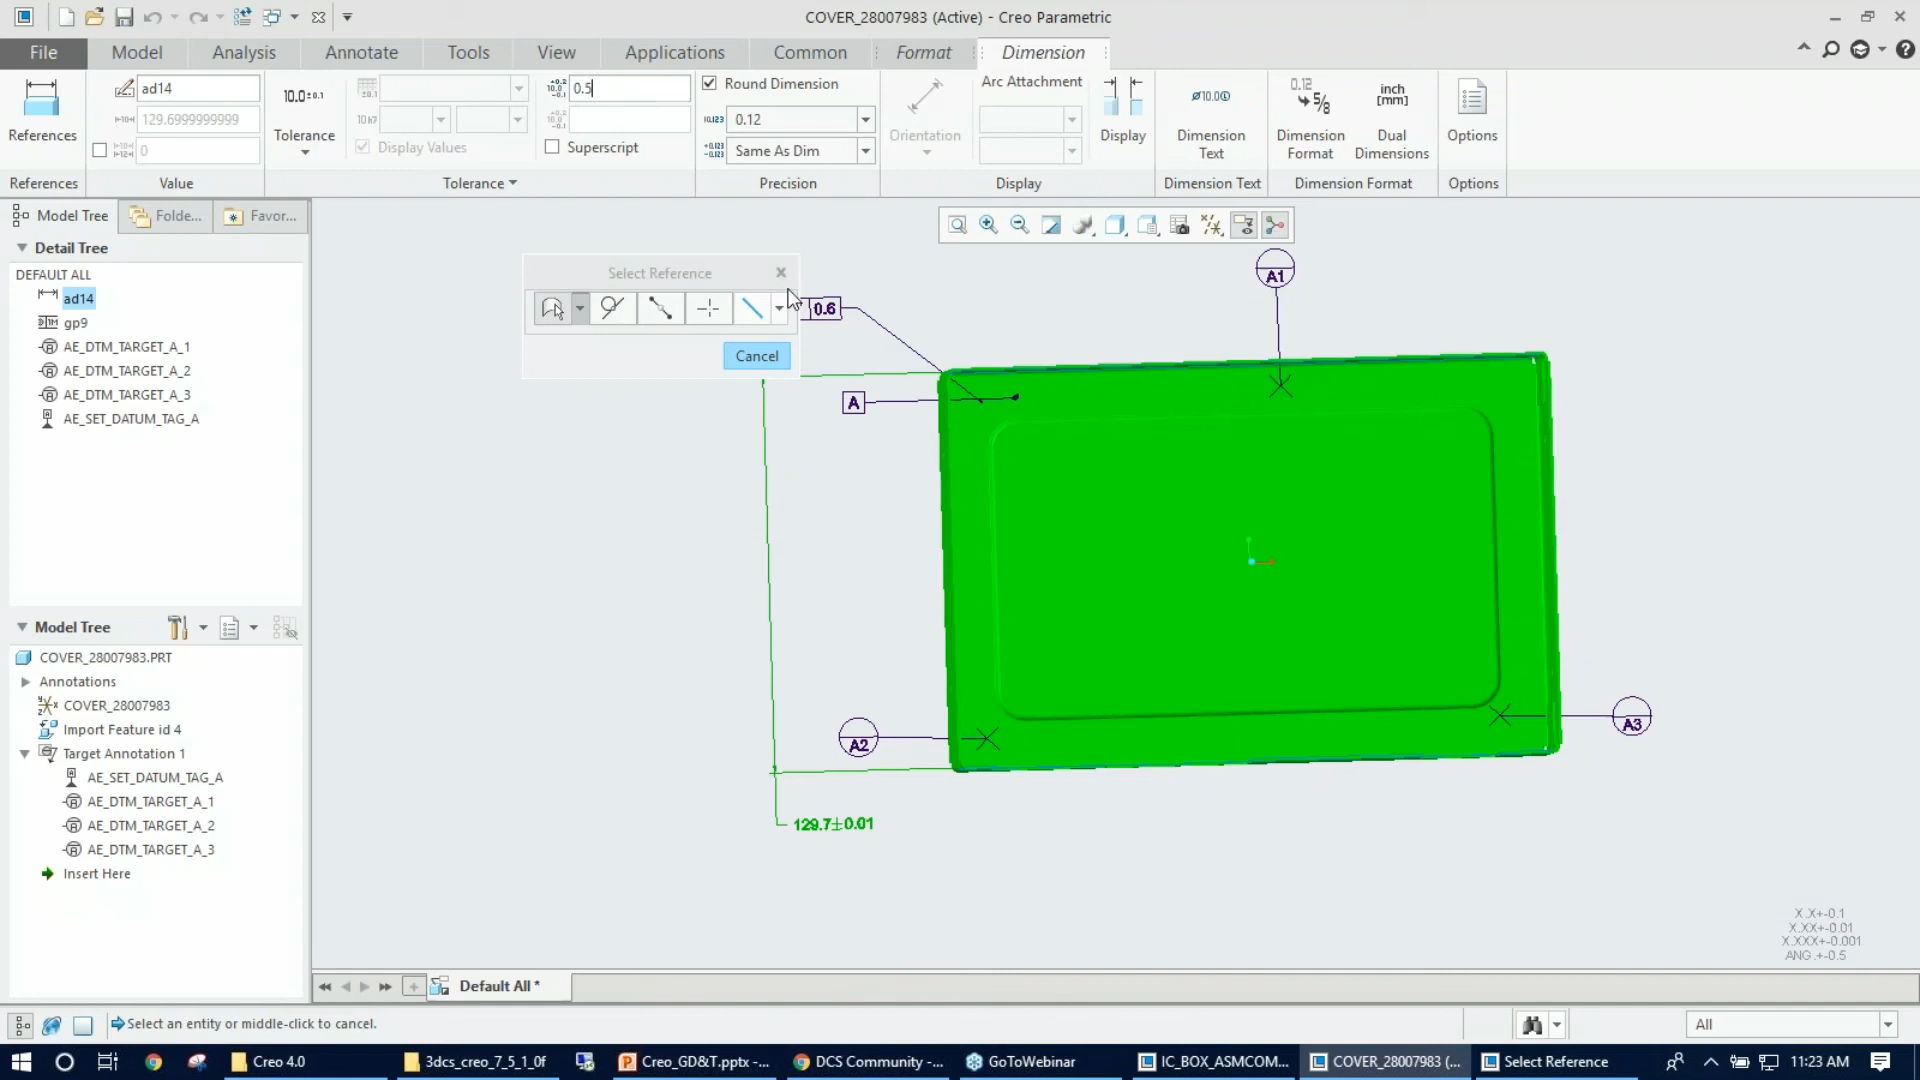 COVER_28007983 (Active) - Creo Parametric
File Model Analysis Annotate Tools View Applications Common Format Dimension
ad14
129.6999999999
0
References
References
Value
10.0±0.1
Tolerance
Display Values
0.5
Superscript
Tolerance
Round Dimension
0.12
Same As Dim
Precision
Orientation
Arc Attachment
Display
Display
Dimension Text
Dimension Text
Dimension Format
inch [mm]
Dual Dimensions
Dimension Format
Options
Options
Model Tree Folde... Favor...
Detail Tree
DEFAULT ALL
ad14
gp9
AE_DTM_TARGET_A_1
AE_DTM_TARGET_A_2
AE_DTM_TARGET_A_3
AE_SET_DATUM_TAG_A
Model Tree
COVER_28007983.PRT
Annotations
COVER_28007983
Import Feature id 4
Target Annotation 1
AE_SET_DATUM_TAG_A
AE_DTM_TARGET_A_1
AE_DTM_TARGET_A_2
AE_DTM_TARGET_A_3
Insert Here
Select Reference
Cancel
0.6
A
A1
A2
A3
129.7±0.01
X.X+-0.1
X.XX+-0.01
X.XXX+-0.001
ANG.+-0.5
Default All *
Select an entity or middle-click to cancel.
All
Creo 4.0
3dcs_creo_7_5_1_0f
Creo_GD&T.pptx -...
DCS Community -...
GoToWebinar
IC_BOX_ASMCOM...
COVER_28007983 (...
Select Reference
11:23 AM